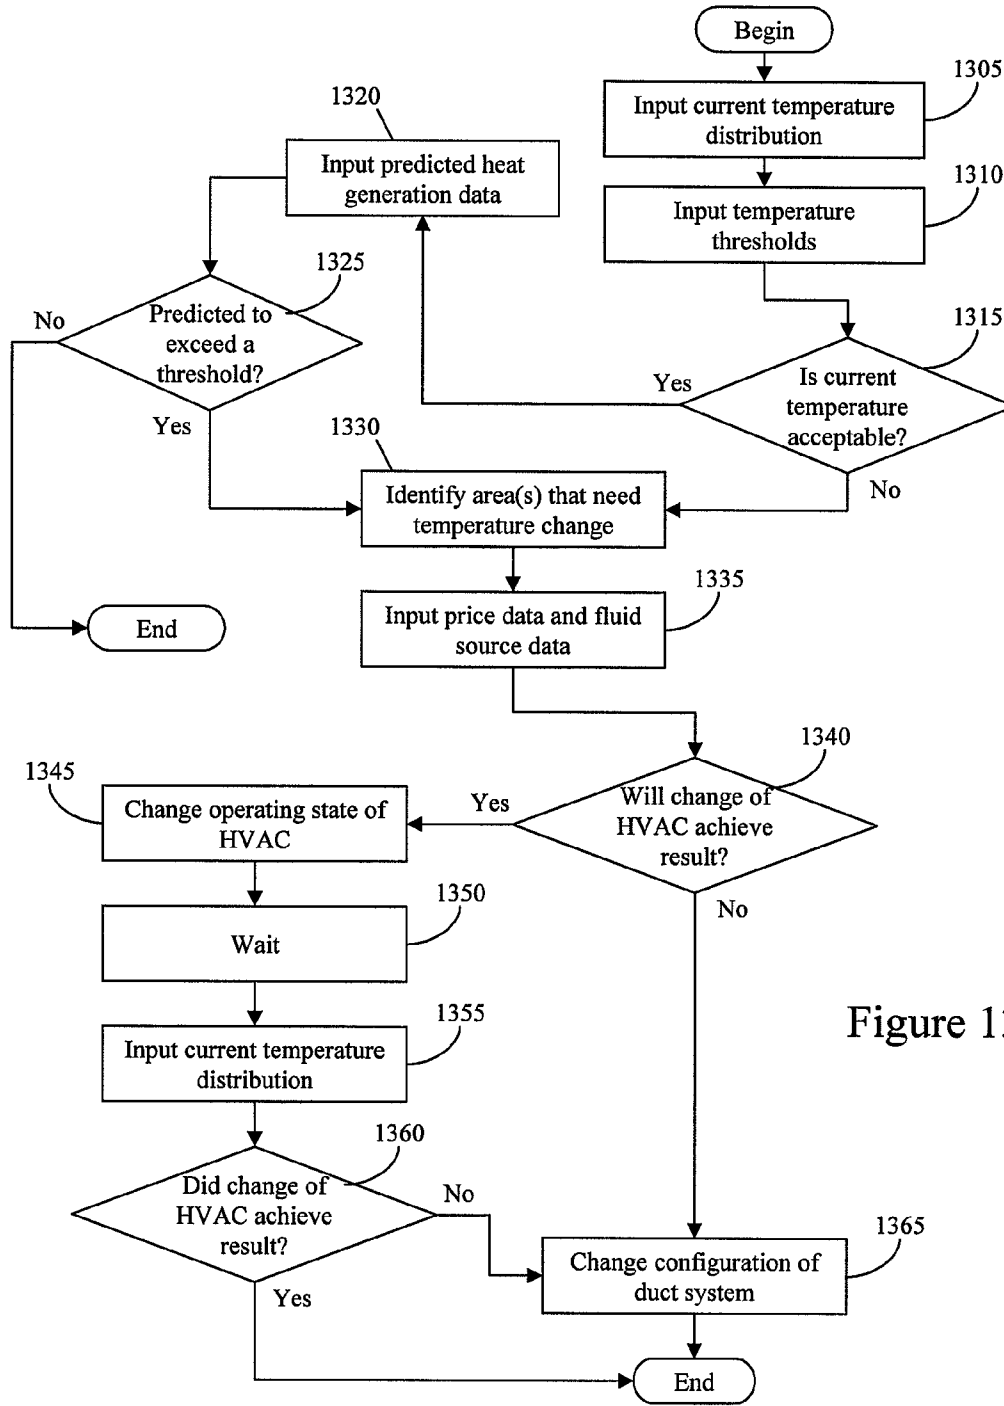 Begin
1305
Input current temperature
distribution
1310
Input temperature
thresholds
1315
Is current
temperature
acceptable?
Yes
No
1320
Input predicted heat
generation data
1325
Predicted to
exceed a
threshold?
No
Yes
End
1330
Identify area(s) that need
temperature change
1335
Input price data and fluid
source data
1340
Will change of
HVAC achieve
result?
Yes
No
1345
Change operating state of
HVAC
1350
Wait
1355
Input current temperature
distribution
1360
Did change of
HVAC achieve
result?
No
Yes
1365
Change configuration of
duct system
End
Figure